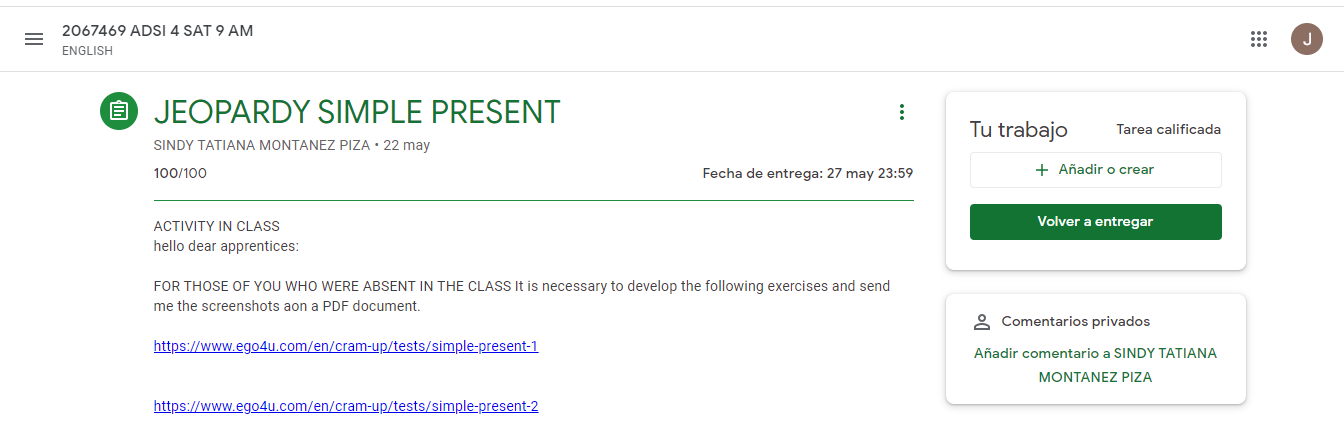 2067469 ADSI 4 SAT 9 AM
ENGLISH
J
JEOPARDY SIMPLE PRESENT
SINDY TATIANA MONTANEZ PIZA • 22 may
100/100
Fecha de entrega: 27 may 23:59
ACTIVITY IN CLASS
hello dear apprentices:
FOR THOSE OF YOU WHO WERE ABSENT IN THE CLASS It is necessary to develop the following exercises and send
me the screenshots aon a PDF document.
https://www.ego4u.com/en/cram-up/tests/simple-present-1
https://www.ego4u.com/en/cram-up/tests/simple-present-2
Tu trabajo
Tarea calificada
+ Añadir o crear
Volver a entregar
Comentarios privados
Añadir comentario a SINDY TATIANA
MONTANEZ PIZA